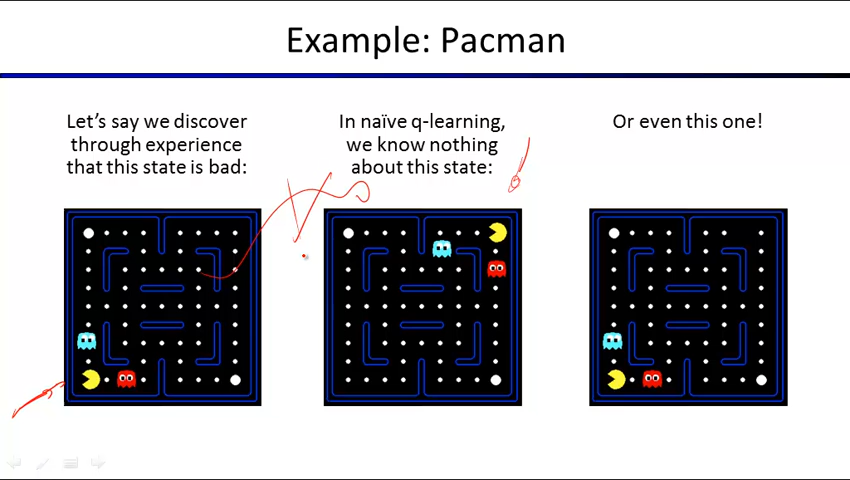 Example: Pacman
Let's say we discover
through experience
that this state is bad:
In naïve q-learning,
we know nothing
about this state:
Or even this one!